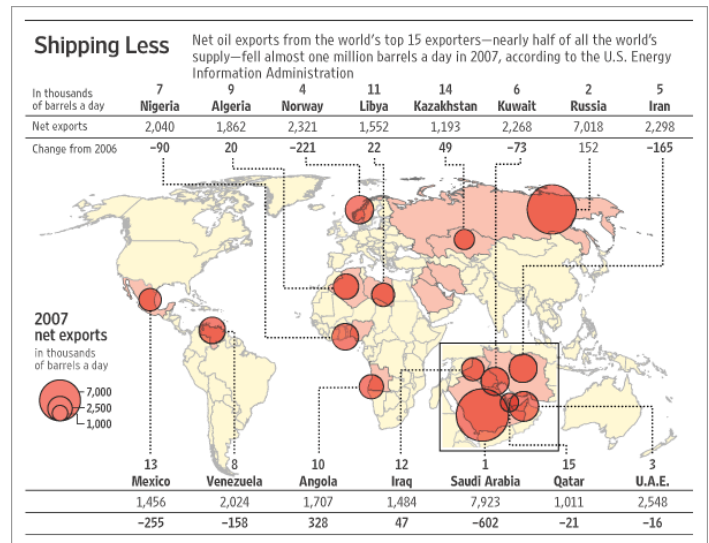 Shipping Less
Net oil exports from the world's top 15 exporters—nearly half of all the world's
supply—fell almost one million barrels a day in 2007, according to the U.S. Energy
Information Administration
In thousands
of barrels a day
7 9 4 11 14 6 2 5
Nigeria Algeria Norway Libya Kazakhstan Kuwait Russia Iran
Net exports 2,040 1,862 2,321 1,552 1,193 2,268 7,018 2,298
Change from 2006 −90 20 −221 22 49 −73 152 −165
2007
net exports
in thousands
of barrels a day
7,000
2,500
1,000
13 8 10 12 1 15 3
Mexico Venezuela Angola Iraq Saudi Arabia Qatar U.A.E.
1,456 2,024 1,707 1,484 7,923 1,011 2,548
−255 −158 328 47 −602 −21 −16